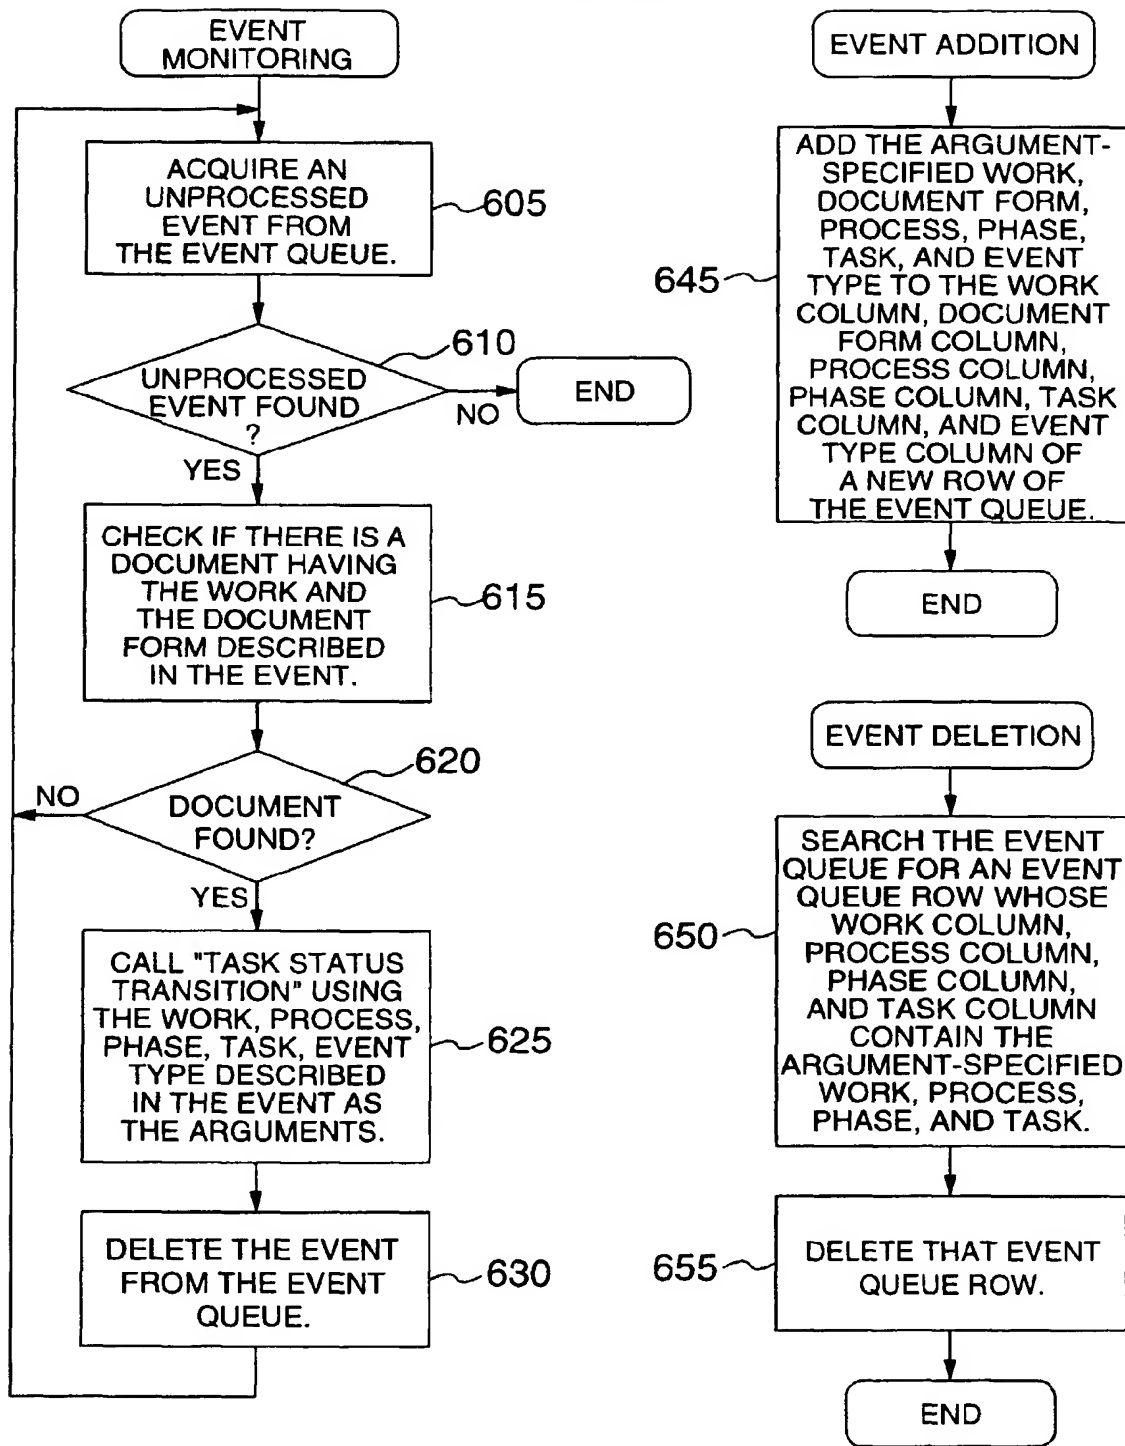 EVENT
MONITORING
ACQUIRE AN
UNPROCESSED
EVENT FROM
THE EVENT QUEUE.
605
610
UNPROCESSED
EVENT FOUND
?
NO
END
YES
CHECK IF THERE IS A
DOCUMENT HAVING
THE WORK AND
THE DOCUMENT
FORM DESCRIBED
IN THE EVENT.
615
620
NO
DOCUMENT
FOUND?
YES
CALL "TASK STATUS
TRANSITION" USING
THE WORK, PROCESS,
PHASE, TASK, EVENT
TYPE DESCRIBED
IN THE EVENT AS
THE ARGUMENTS.
625
DELETE THE EVENT
FROM THE EVENT
QUEUE.
630
EVENT ADDITION
ADD THE ARGUMENT-
SPECIFIED WORK,
DOCUMENT FORM,
PROCESS, PHASE,
TASK, AND EVENT
TYPE TO THE WORK
COLUMN, DOCUMENT
FORM COLUMN,
PROCESS COLUMN,
PHASE COLUMN, TASK
COLUMN, AND EVENT
TYPE COLUMN OF
A NEW ROW OF
THE EVENT QUEUE.
645
END
EVENT DELETION
SEARCH THE EVENT
QUEUE FOR AN EVENT
QUEUE ROW WHOSE
WORK COLUMN,
PROCESS COLUMN,
PHASE COLUMN,
AND TASK COLUMN
CONTAIN THE
ARGUMENT-SPECIFIED
WORK, PROCESS,
PHASE, AND TASK.
650
DELETE THAT EVENT
QUEUE ROW.
655
END